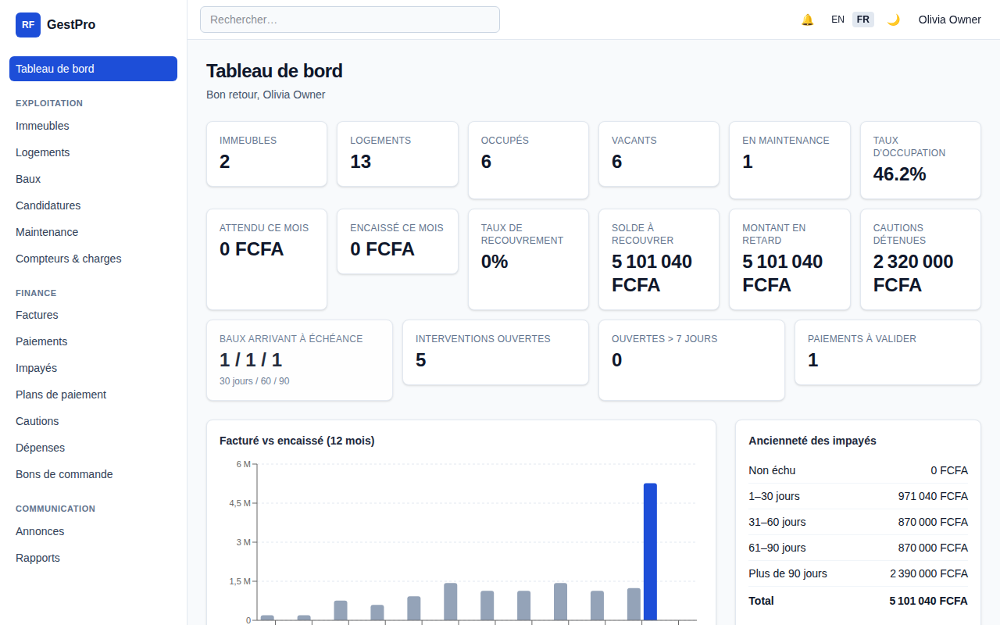 RF GestPro
Rechercher…
🔔 EN FR 🌙 Olivia Owner
Tableau de bord
EXPLOITATION
Immeubles
Logements
Baux
Candidatures
Maintenance
Compteurs & charges
FINANCE
Factures
Paiements
Impayés
Plans de paiement
Cautions
Dépenses
Bons de commande
COMMUNICATION
Annonces
Rapports
Tableau de bord
Bon retour, Olivia Owner
IMMEUBLES
2
LOGEMENTS
13
OCCUPÉS
6
VACANTS
6
EN MAINTENANCE
1
TAUX
D'OCCUPATION
46.2%
ATTENDU CE MOIS
0 FCFA
ENCAISSÉ CE MOIS
0 FCFA
TAUX DE
RECOUVREMENT
0%
SOLDE À
RECOUVRER
5 101 040
FCFA
MONTANT EN
RETARD
5 101 040
FCFA
CAUTIONS
DÉTENUES
2 320 000
FCFA
BAUX ARRIVANT À ÉCHÉANCE
1 / 1 / 1
30 jours / 60 / 90
INTERVENTIONS OUVERTES
5
OUVERTES > 7 JOURS
0
PAIEMENTS À VALIDER
1
Facturé vs encaissé (12 mois)
6 M
4,5 M
3 M
1,5 M
0
Ancienneté des impayés
Non échu 0 FCFA
1–30 jours 971 040 FCFA
31–60 jours 870 000 FCFA
61–90 jours 870 000 FCFA
Plus de 90 jours 2 390 000 FCFA
Total 5 101 040 FCFA